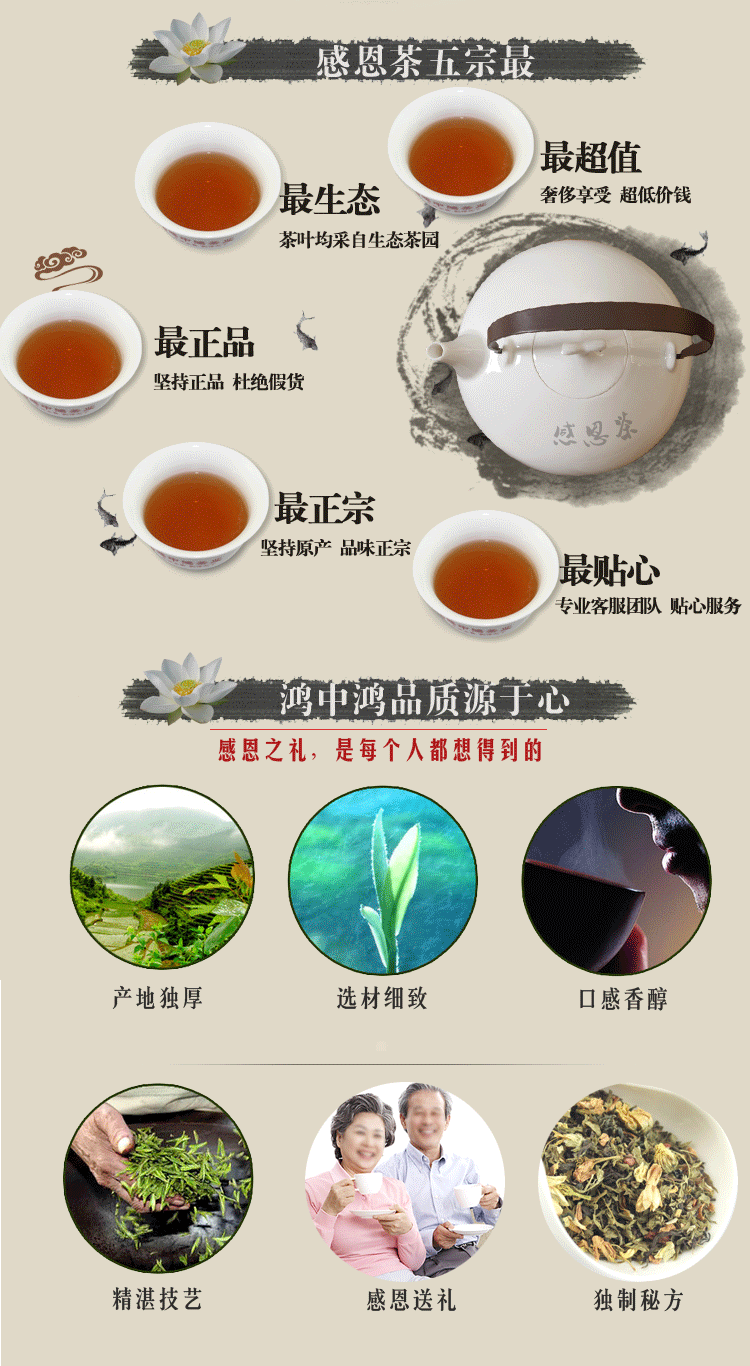 感恩茶五宗最
最超值
奢侈享受 超低价钱
最生态
茶叶均采自生态茶园
最正品
坚持正品 杜绝假货
感恩茶
最正宗
坚持原产 品味正宗
最贴心
专业客服团队 贴心服务
鸿中鸿品质源于心
感恩之礼，是每个人都想得到的
产地独厚
选材细致
口感香醇
精湛技艺
感恩送礼
独制秘方